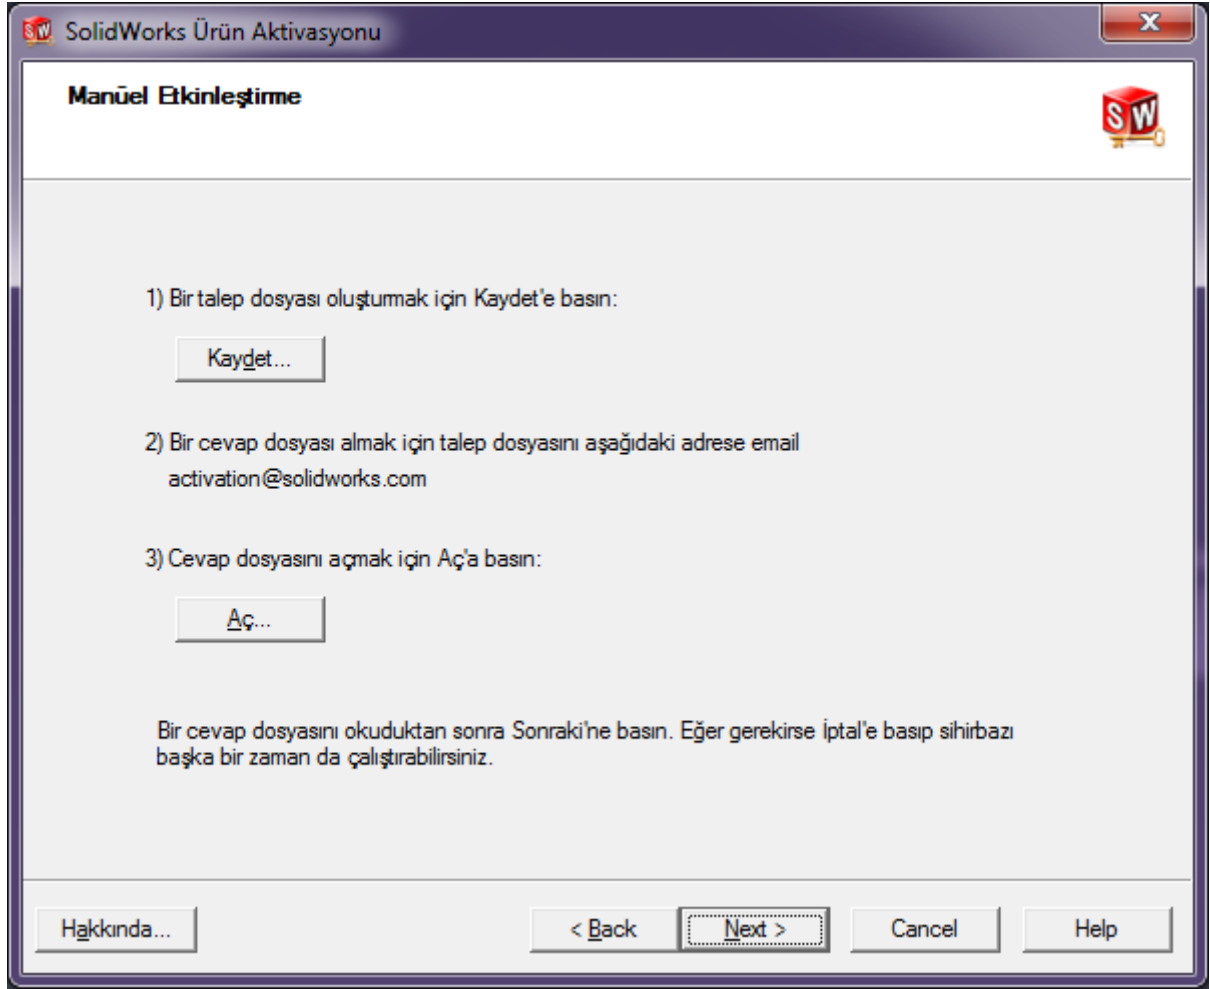 SolidWorks Ürün Aktivasyonu
Manüel Etkinleştirme
SW
1) Bir talep dosyası oluşturmak için Kaydet'e basın:
Kaydet...
2) Bir cevap dosyası almak için talep dosyasını aşağıdaki adrese email
activation@solidworks.com
3) Cevap dosyasını açmak için Aç'a basın:
Aç...
Bir cevap dosyasını okuduktan sonra Sonraki'ne basın. Eğer gerekirse İptal'e basıp sihirbazı
başka bir zaman da çalıştırabilirsiniz.
Hakkında... < Back Next > Cancel Help